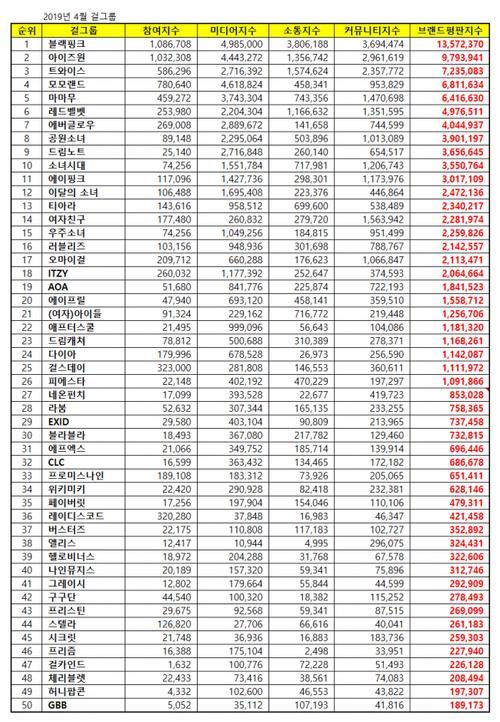 2019년 4월 걸그룹
순위 걸그룹 참여지수 미디어지수 소통지수 커뮤니티지수 브랜드평판지수
1 블랙핑크 1,086,708 4,985,000 3,806,188 3,694,474 13,572,370
2 아이즈원 1,032,308 4,443,272 1,356,742 2,961,619 9,793,941
3 트와이스 586,296 2,716,392 1,574,624 2,357,772 7,235,083
4 모모랜드 780,640 4,618,824 458,341 953,829 6,811,634
5 마마무 459,272 3,743,304 743,356 1,470,698 6,416,630
6 레드벨벳 253,980 2,204,304 1,166,632 1,351,595 4,976,511
7 에버글로우 269,008 2,889,672 141,658 744,599 4,044,937
8 공원소녀 89,148 2,295,064 503,896 1,013,089 3,901,197
9 드림노트 25,140 2,716,848 260,140 654,517 3,656,645
10 소녀시대 74,256 1,551,784 717,981 1,206,743 3,550,764
11 에이핑크 117,096 1,427,736 298,301 1,173,976 3,017,109
12 이달의 소녀 106,488 1,695,408 223,376 446,864 2,472,136
13 티아라 143,616 958,512 699,600 538,489 2,340,217
14 여자친구 177,480 260,832 279,720 1,563,942 2,281,974
15 우주소녀 74,256 1,049,256 184,815 951,499 2,259,826
16 러블리즈 103,156 948,936 301,698 788,767 2,142,557
17 오마이걸 209,712 660,288 176,623 1,066,847 2,113,471
18 ITZY 260,032 1,177,392 252,647 374,593 2,064,664
19 AOA 51,680 841,776 225,874 722,193 1,841,523
20 에이프릴 47,940 693,120 458,141 359,510 1,558,712
21 (여자)아이들 91,324 229,162 716,772 219,448 1,256,706
22 애프터스쿨 21,495 999,096 56,643 104,086 1,181,320
23 드림캐쳐 78,812 500,688 310,389 278,371 1,168,261
24 다이아 179,996 678,528 26,973 256,590 1,142,087
25 걸스데이 323,000 281,808 146,553 360,611 1,111,972
26 피에스타 22,148 402,192 470,229 197,297 1,091,866
27 네온펀치 17,099 393,528 22,677 419,723 853,028
28 라붐 52,632 307,344 165,135 233,255 758,365
29 EXID 29,580 403,104 90,809 213,965 737,458
30 블라블라 18,493 367,080 217,782 129,460 732,815
31 에프엑스 21,066 349,752 185,714 139,914 696,446
32 CLC 16,599 363,432 134,465 172,182 686,678
33 프로미스나인 189,108 183,312 73,926 205,065 651,411
34 위키미키 22,420 290,928 82,418 232,381 628,146
35 페이버릿 17,256 197,904 154,046 110,106 479,311
36 레이디스코드 320,280 37,848 16,983 46,347 421,458
37 버스터즈 22,175 110,808 117,183 102,727 352,892
38 앨리스 12,417 10,944 4,995 296,075 324,431
39 헬로비너스 18,972 204,288 31,768 67,578 322,606
40 나인뮤지스 20,189 157,320 59,341 75,896 312,746
41 그레이시 12,802 179,664 55,844 44,599 292,909
42 구구단 44,540 100,320 18,382 115,252 278,493
43 프리스틴 29,675 92,568 59,341 87,515 269,099
44 스텔라 126,820 27,706 66,616 40,041 261,183
45 시크릿 21,748 36,936 16,883 183,736 259,303
46 프리즘 16,388 175,104 2,498 33,951 227,940
47 걸카인드 1,632 100,776 72,228 51,493 226,128
48 체리블렛 22,433 73,416 38,561 74,083 208,494
49 허니팝콘 4,332 102,600 46,553 43,822 197,307
50 GBB 5,052 35,112 107,193 41,816 189,173